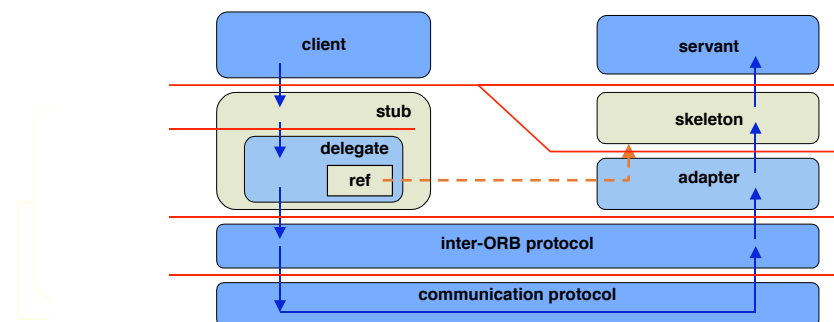 client
servant
stub
skeleton
delegate
ref
adapter
inter-ORB protocol
communication protocol